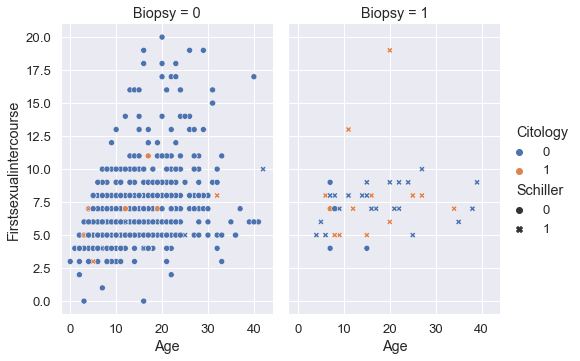 Biopsy = 0
Biopsy = 1
Firstsexualintercourse
20.0
17.5
15.0
12.5
10.0
7.5
5.0
2.5
0.0
0 10 20 30 40
0 10 20 30 40
Age
Age
Citology
0
1
Schiller
0
1